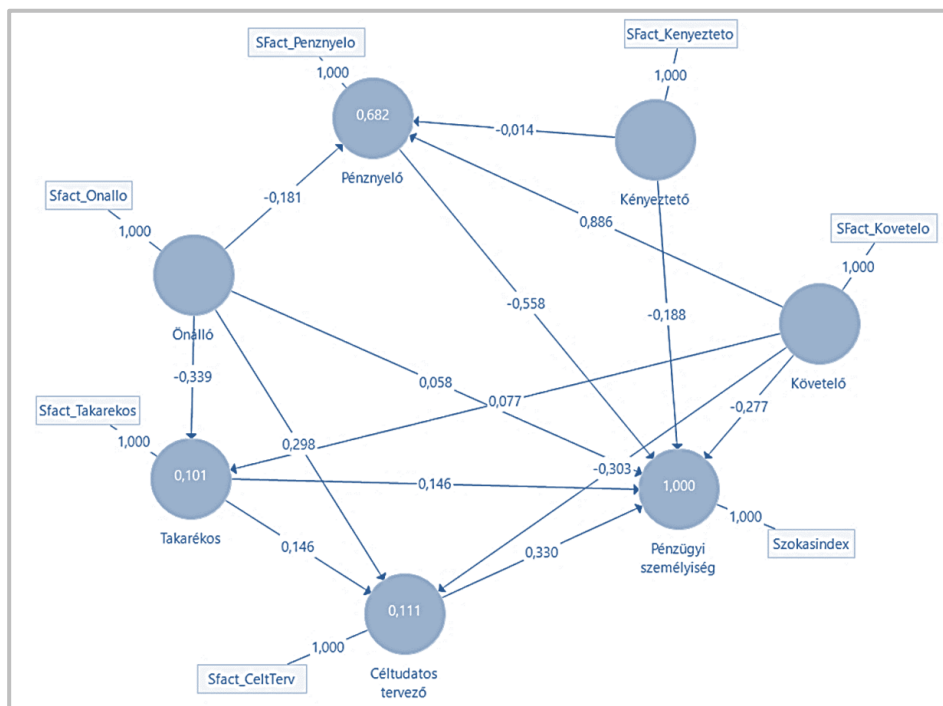 SFact_Penznyelo
1,000
0,682
Pénznyelő
SFact_Kenyezteto
1,000
Kényeztető
-0,014
-0,181
Sfact_Onallo
1,000
Önálló
0,886
SFact_Kovetelo
1,000
Követelő
-0,558
-0,188
-0,339
0,058
0,077
-0,277
Sfact_Takarekos
1,000
0,101
Takarékos
0,298
-0,303
0,146
1,000
Pénzügyi
személyiség
1,000
Szokasindex
0,146
0,330
0,111
Céltudatos
tervező
1,000
Sfact_CeltTerv